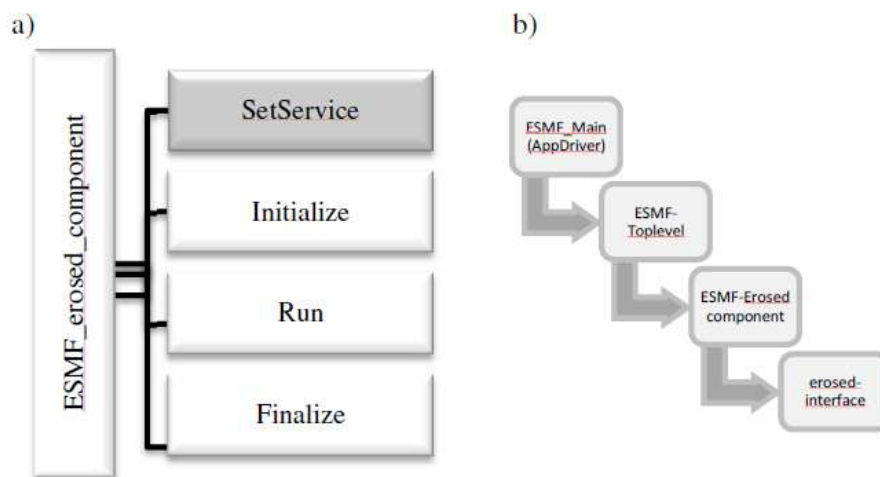 a)
ESMF_erosed_component
SetService
Initialize
Run
Finalize
b)
ESMF_Main
(AppDriver)
ESMF-
Toplevel
ESMF-Erosed
component
erosed-
interface